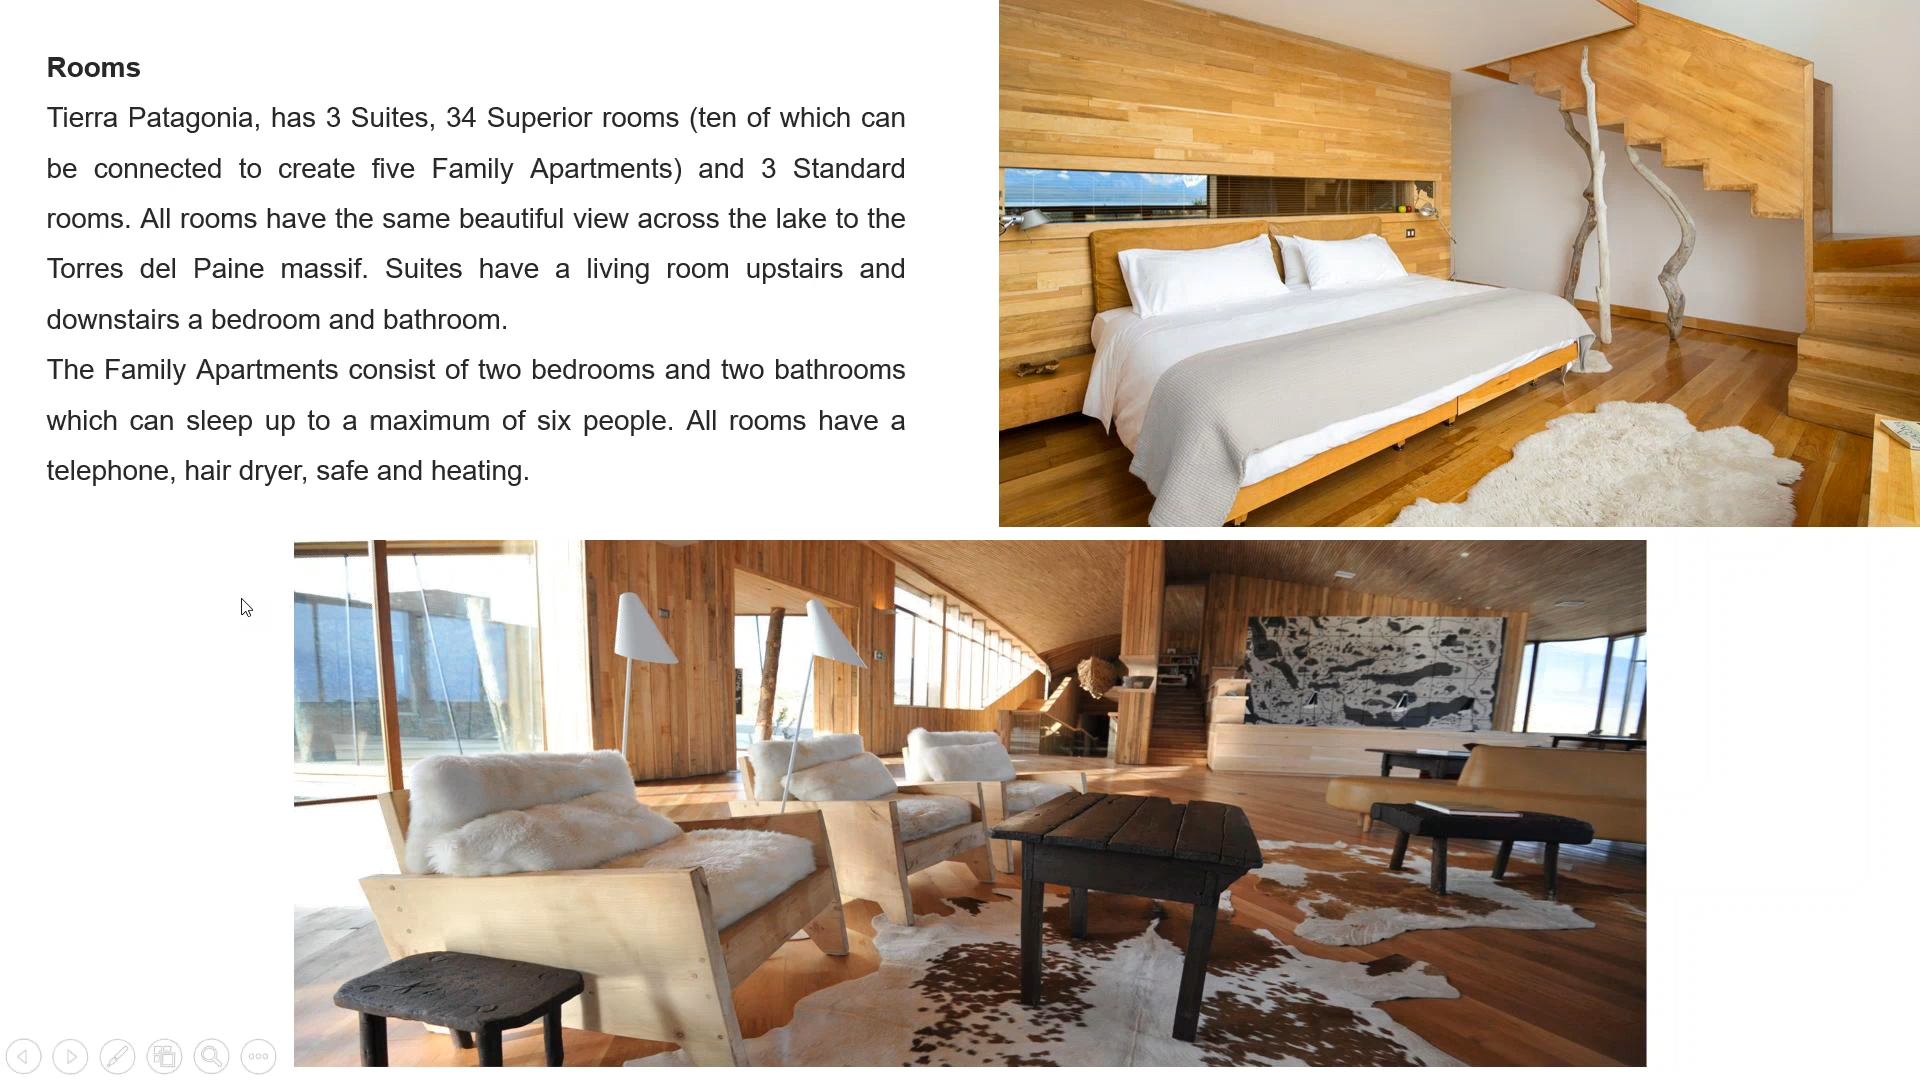 Rooms
Tierra Patagonia, has 3 Suites, 34 Superior rooms (ten of which can
be connected to create five Family Apartments) and 3 Standard
rooms. All rooms have the same beautiful view across the lake to the
Torres del Paine massif. Suites have a living room upstairs and
downstairs a bedroom and bathroom.
The Family Apartments consist of two bedrooms and two bathrooms
which can sleep up to a maximum of six people. All rooms have a
telephone, hair dryer, safe and heating.